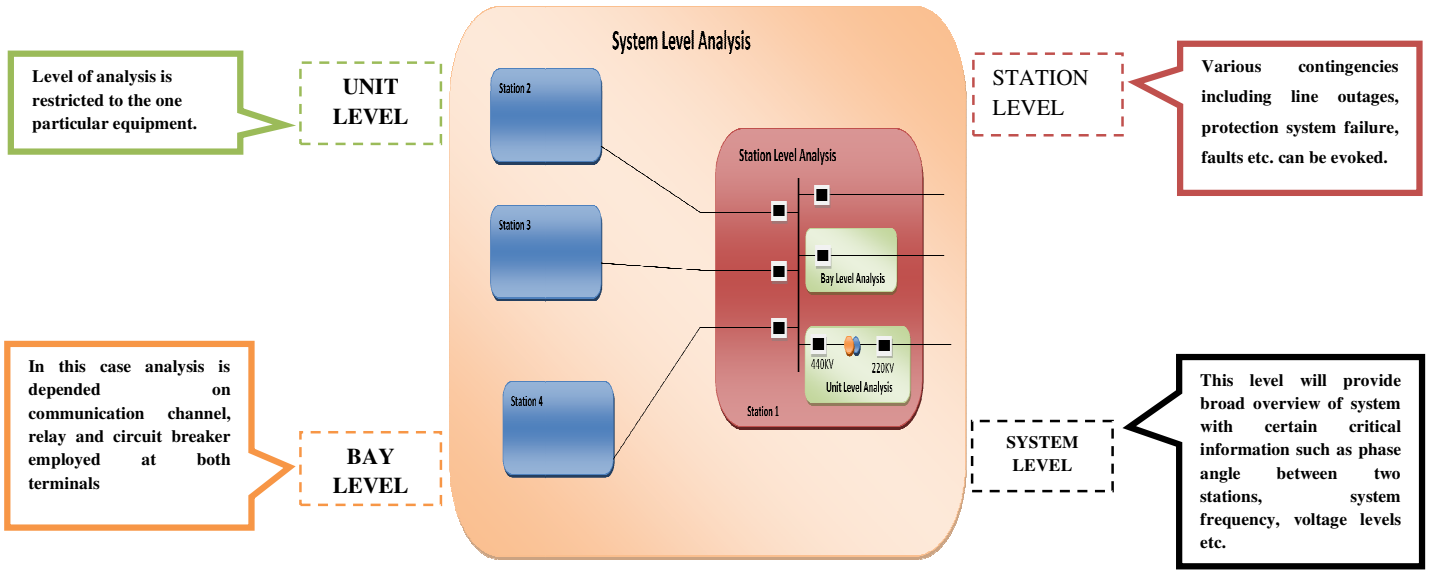 System Level Analysis
Level of analysis is
restricted to the one
particular equipment.
UNIT
LEVEL
STATION
LEVEL
Various contingencies
including line outages,
protection system failure,
faults etc. can be evoked.
Station 2
Station 3
Station 4
Station Level Analysis
Bay Level Analysis
440KV
220KV
Unit Level Analysis
Station 1
In this case analysis is
depended on
communication channel,
relay and circuit breaker
employed at both
terminals
BAY
LEVEL
SYSTEM
LEVEL
This level will provide
broad overview of system
with certain critical
information such as phase
angle between two
stations, system
frequency, voltage levels
etc.